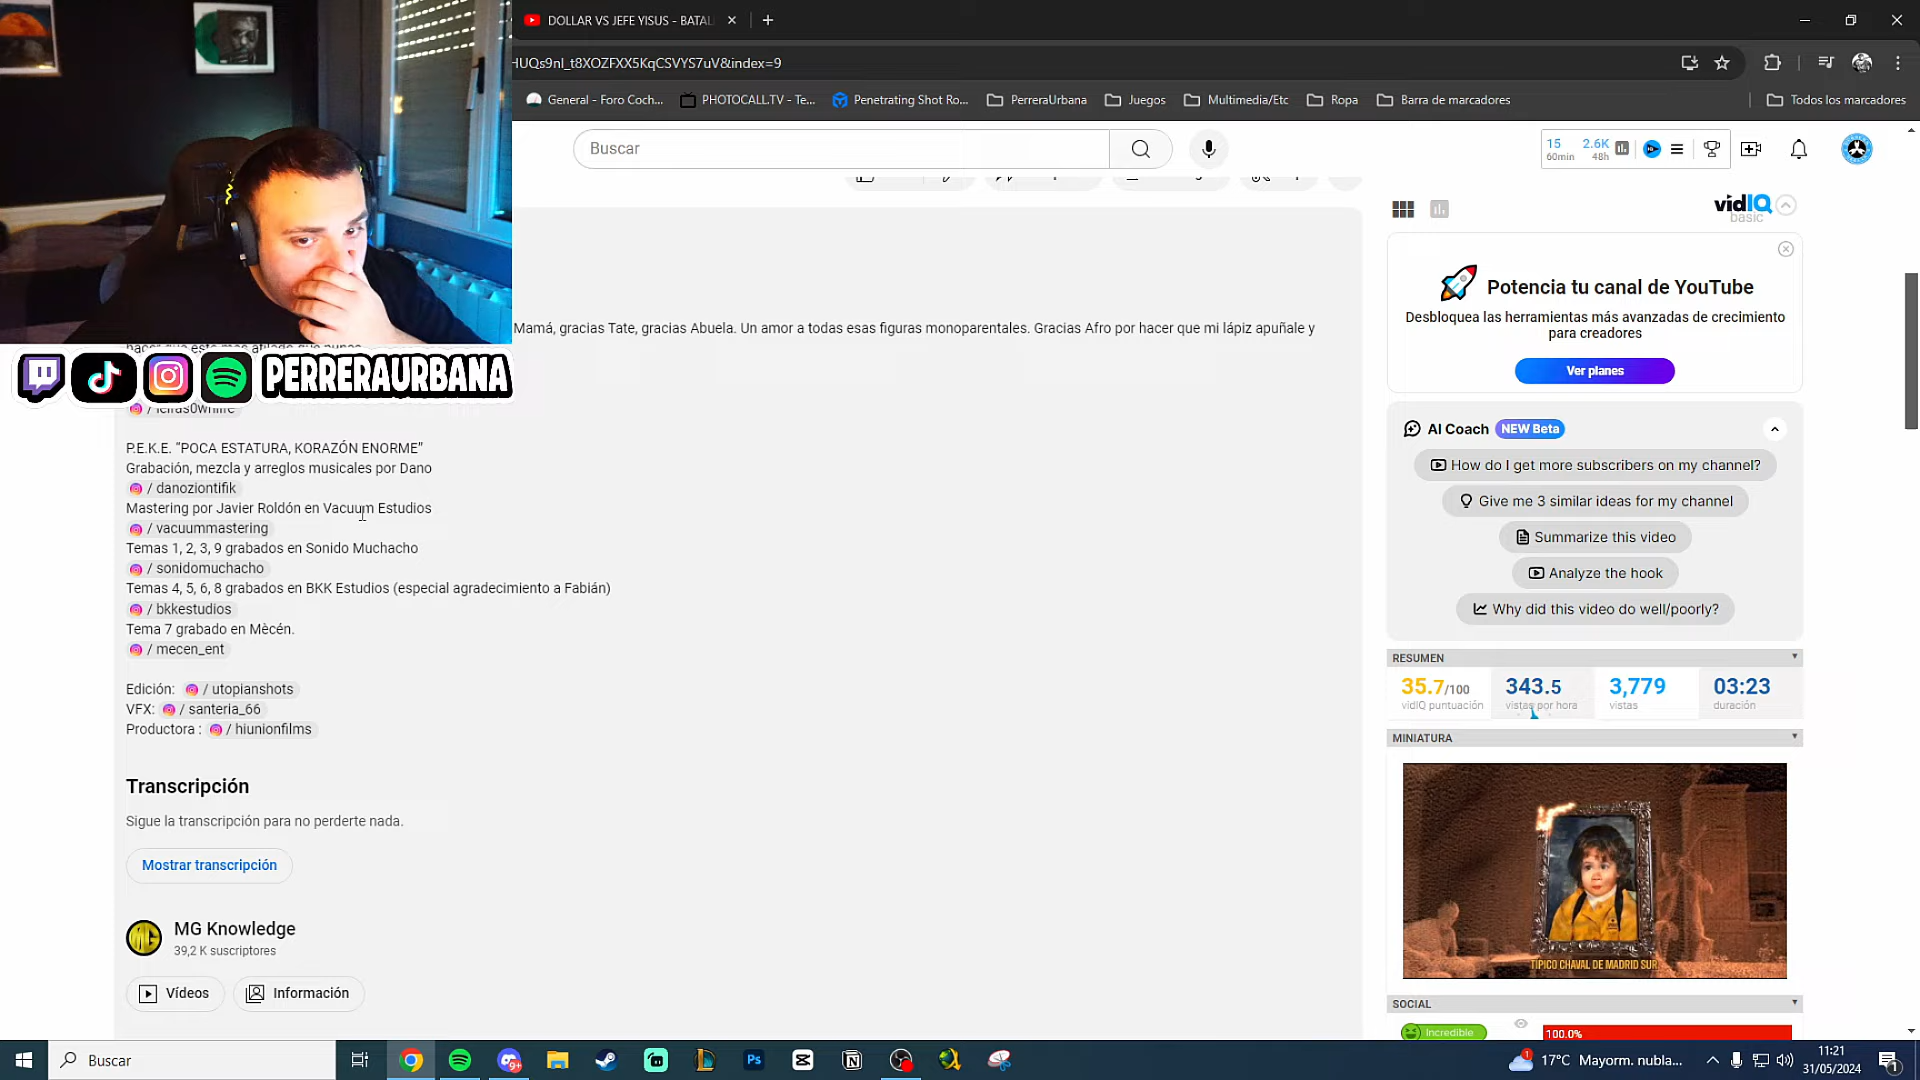 DOLLAR VS JEFE YISUS - BATAL
HUQs9nl_t8XOZFXX5KqCSVYS7uV&index=9
General - Foro Coch...
PHOTOCALL.TV - Te...
Penetrating Shot Ro...
PerreraUrbana
Juegos
Multimedia/Etc
Ropa
Barra de marcadores
Todos los marcadores
Buscar
15
60min
2.6K
48h
vidIQ
basic
Potencia tu canal de YouTube
Desbloquea las herramientas más avanzadas de crecimiento
para creadores
Ver planes
Mamá, gracias Tate, gracias Abuela. Un amor a todas esas figuras monoparentales. Gracias Afro por hacer que mi lápiz apuñale y
PERRERAURBANA
P.E.K.E. “POCA ESTATURA, KORAZÓN ENORME”
Grabación, mezcla y arreglos musicales por Dano
/ danoziontifik
Mastering por Javier Roldón en Vacuum Estudios
/ vacuummastering
Temas 1, 2, 3, 9 grabados en Sonido Muchacho
/ sonidomuchacho
Temas 4, 5, 6, 8 grabados en BKK Estudios (especial agradecimiento a Fabián)
/ bkkestudios
Tema 7 grabado en Mècén.
/ mecen_ent
Edición: / utopianshots
VFX: / santeria_66
Productora : / hiunionfilms
Transcripción
Sigue la transcripción para no perderte nada.
Mostrar transcripción
MG Knowledge
39,2 K suscriptores
Vídeos
Información
AI Coach NEW Beta
How do I get more subscribers on my channel?
Give me 3 similar ideas for my channel
Summarize this video
Analyze the hook
Why did this video do well/poorly?
RESUMEN
35.7/100
vidIQ puntuación
343.5
vistas por hora
3,779
vistas
03:23
duración
MINIATURA
TIPICO CHAVAL DE MADRID SUR
SOCIAL
Incredible
100.0%
Buscar
17°C Mayorm. nubla...
11:21
31/05/2024